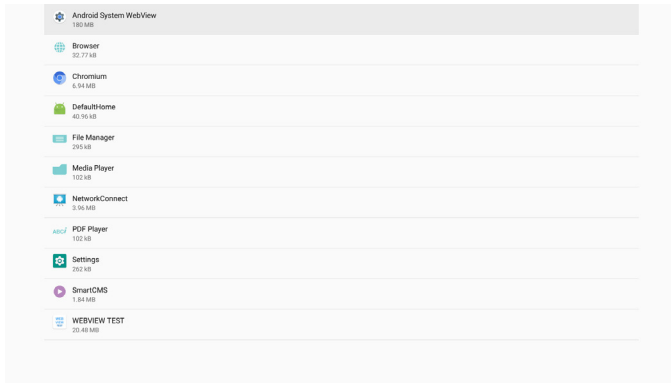 Android System WebView
180 MB
Browser
32.77 kB
Chromium
6.94 MB
DefaultHome
40.96 kB
File Manager
295 kB
Media Player
102 kB
NetworkConnect
3.96 MB
PDF Player
102 kB
Settings
262 kB
SmartCMS
1.84 MB
WEBVIEW TEST
20.48 MB